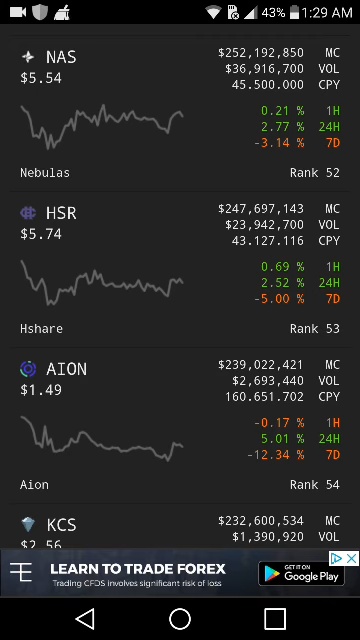 43% 1:29 AM
NAS $252,192,850 MC
$5.54 $36,916,700 VOL
45.500.000 CPY
0.21 % 1H
2.77 % 24H
-3.14 % 7D
Nebulas Rank 52
HSR $247,697,143 MC
$5.74 $23,942,700 VOL
43.127.116 CPY
0.69 % 1H
2.52 % 24H
-5.00 % 7D
Hshare Rank 53
AION $239,022,421 MC
$1.49 $2,693,440 VOL
160.651.702 CPY
-0.17 % 1H
5.01 % 24H
-12.34 % 7D
Aion Rank 54
KCS $232,600,534 MC
$2.56 $1,390,920 VOL
LEARN TO TRADE FOREX
Trading CFDS involves significant risk of loss
GET IT ON
Google Play